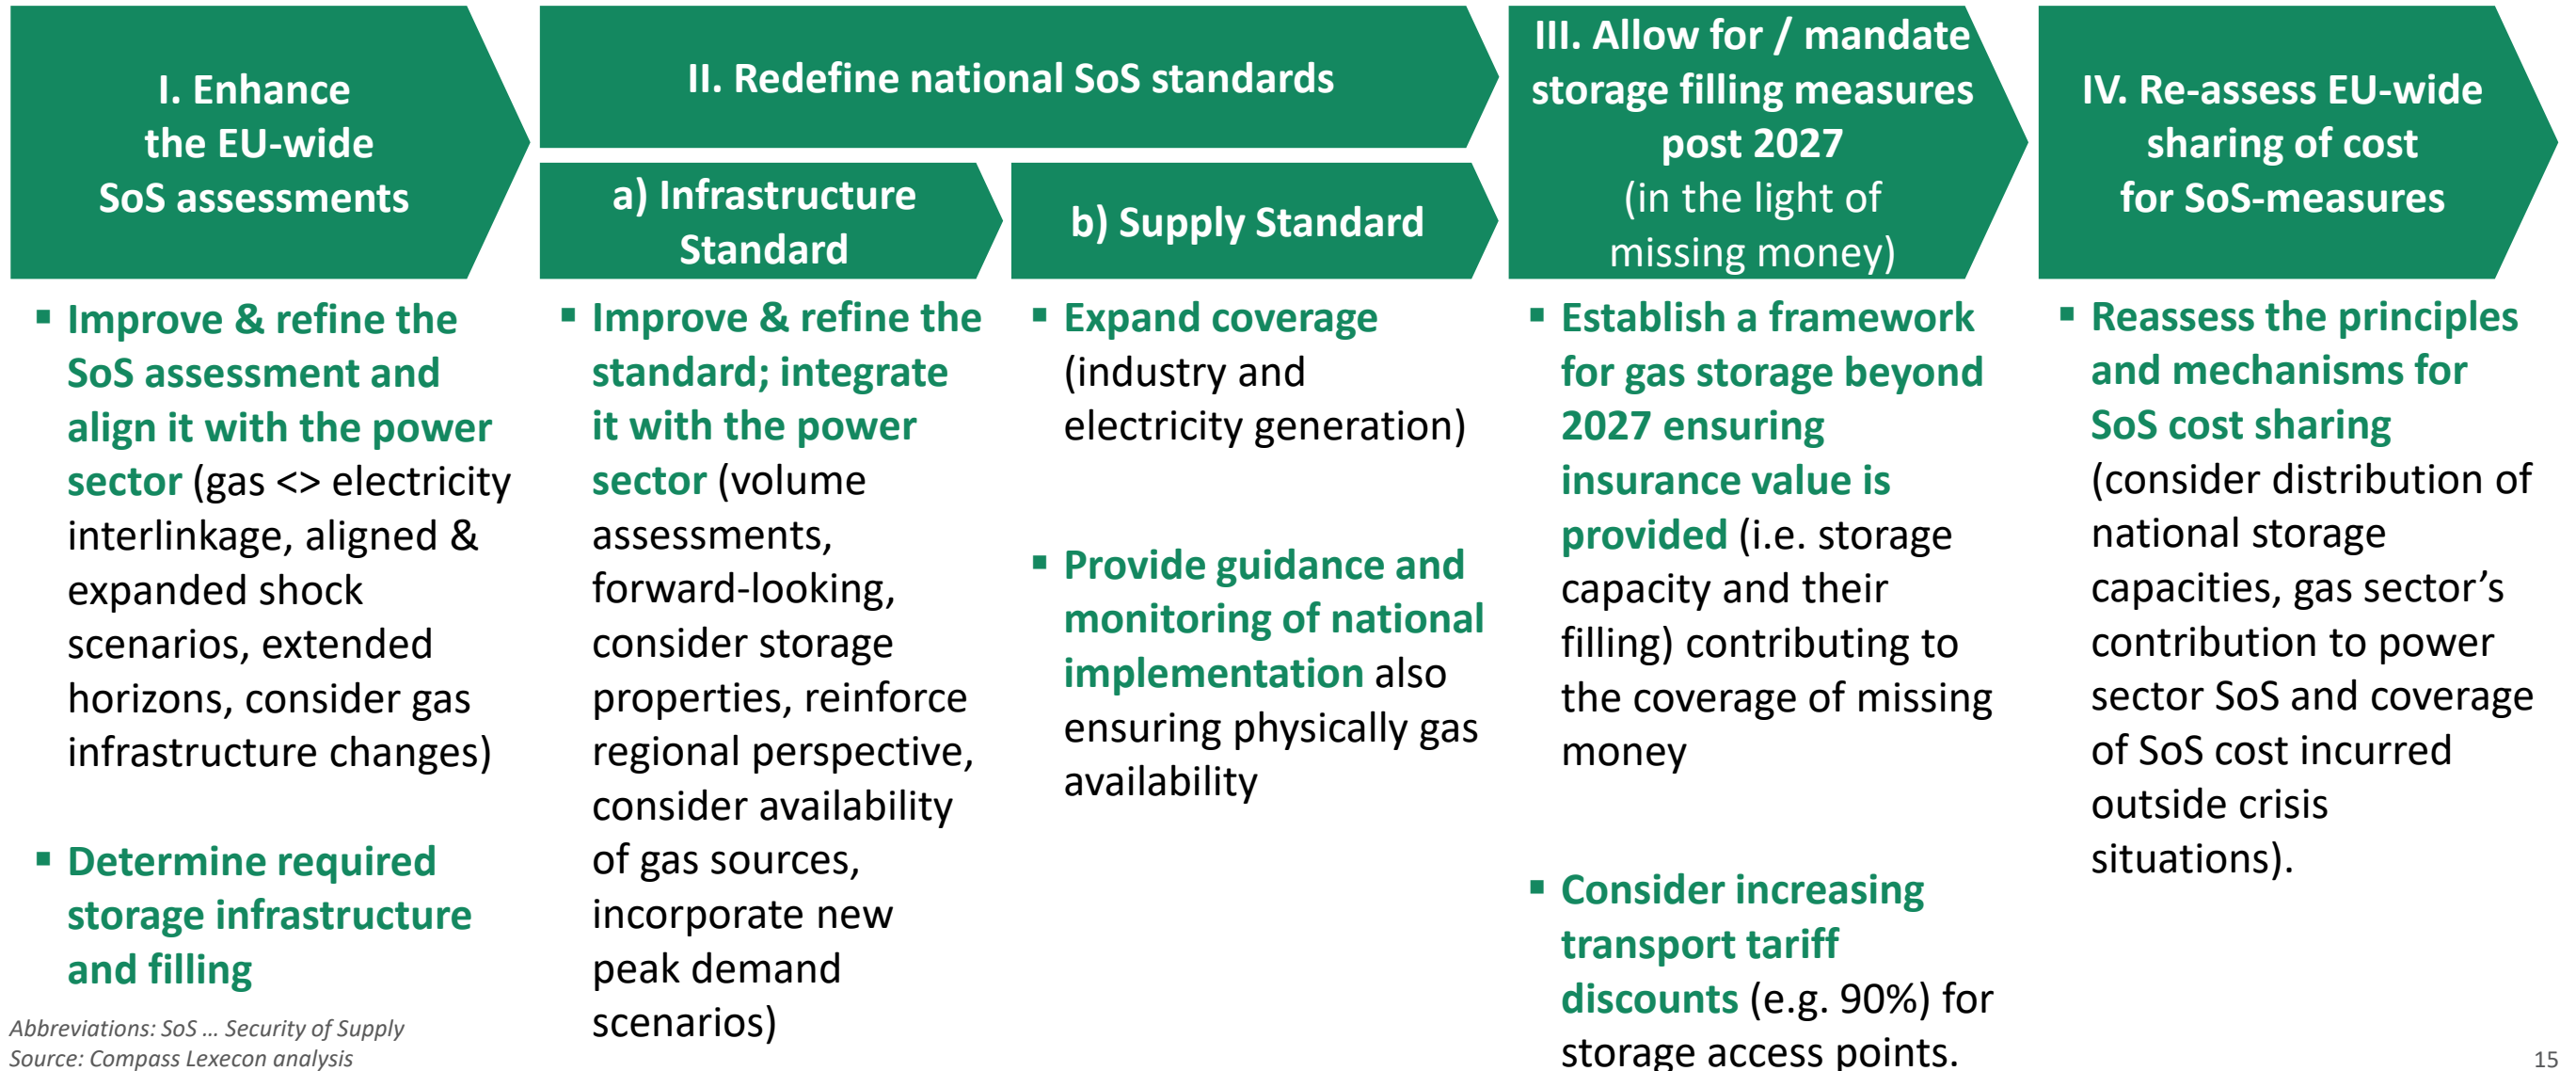 I. Enhance
the EU-wide
SoS assessments
▪ Improve & refine the
SoS assessment and
align it with the power
sector (gas <> electricity
interlinkage, aligned &
expanded shock
scenarios, extended
horizons, consider gas
infrastructure changes)
▪ Determine required
storage infrastructure
and filling
II. Redefine national SoS standards
a) Infrastructure
Standard
▪ Improve & refine the
standard; integrate
it with the power
sector (volume
assessments,
forward-looking,
consider storage
properties, reinforce
regional perspective,
consider availability
of gas sources,
incorporate new
peak demand
scenarios)
b) Supply Standard
▪ Expand coverage
(industry and
electricity generation)
▪ Provide guidance and
monitoring of national
implementation also
ensuring physically gas
availability
III. Allow for / mandate
storage filling measures
post 2027
(in the light of
missing money)
▪ Establish a framework
for gas storage beyond
2027 ensuring
insurance value is
provided (i.e. storage
capacity and their
filling) contributing to
the coverage of missing
money
▪ Consider increasing
transport tariff
discounts (e.g. 90%) for
storage access points.
IV. Re-assess EU-wide
sharing of cost
for SoS-measures
▪ Reassess the principles
and mechanisms for
SoS cost sharing
(consider distribution of
national storage
capacities, gas sector’s
contribution to power
sector SoS and coverage
of SoS cost incurred
outside crisis
situations).
Abbreviations: SoS … Security of Supply
Source: Compass Lexecon analysis
15